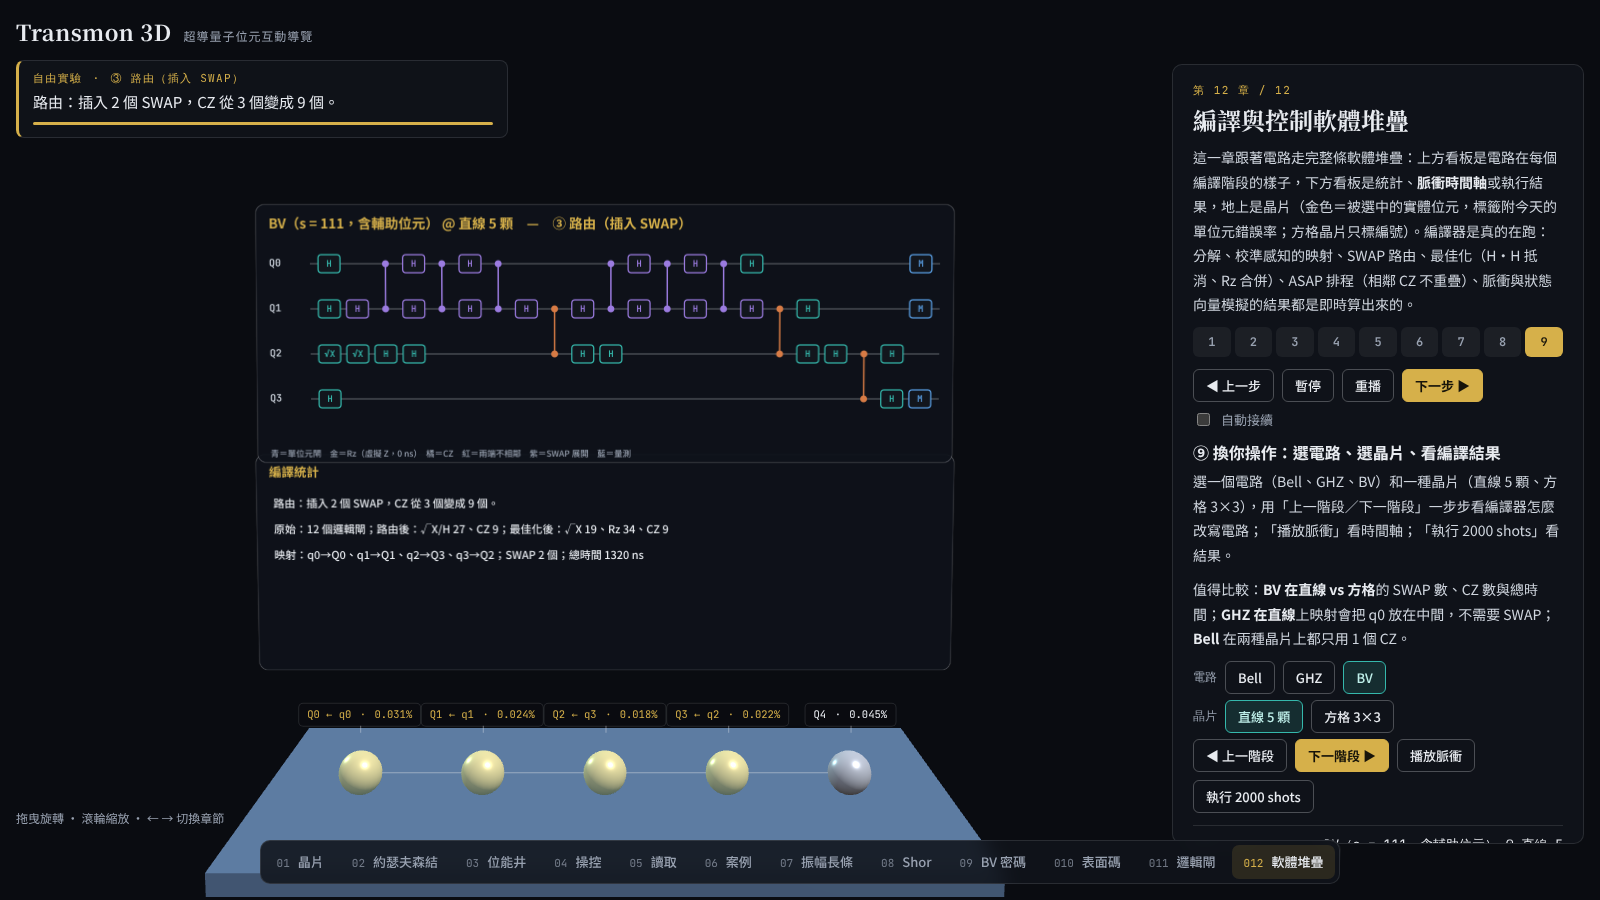 Transmon 3D 超導量子位元互動導覽
自由實驗 · ③ 路由（插入 SWAP）
路由：插入 2 個 SWAP，CZ 從 3 個變成 9 個。
BV（s = 111，含輔助位元） @ 直線 5 顆 — ③ 路由（插入 SWAP）
Q0 H H H H H H M
Q1 H H H H H H H H H H M
Q2 √X √X H H H H H H H
Q3 H H M
青＝單位元閘 金＝Rz（虛擬 Z，0 ns） 橘＝CZ 紅＝兩端不相鄰 紫＝SWAP 展開 藍＝量測
編譯統計
路由：插入 2 個 SWAP，CZ 從 3 個變成 9 個。
原始：12 個邏輯閘；路由後：√X/H 27、CZ 9；最佳化後：√X 19、Rz 34、CZ 9
映射：q0→Q0、q1→Q1、q2→Q3、q3→Q2；SWAP 2 個；總時間 1320 ns
Q0 ← q0 · 0.031%
Q1 ← q1 · 0.024%
Q2 ← q3 · 0.018%
Q3 ← q2 · 0.022%
Q4 · 0.045%
拖曳旋轉 · 滾輪縮放 · ← → 切換章節
第 12 章 / 12
編譯與控制軟體堆疊
這一章跟著電路走完整條軟體堆疊：上方看板是電路在每個
編譯階段的樣子，下方看板是統計、脈衝時間軸或執行結
果，地上是晶片（金色＝被選中的實體位元，標籤附今天的
單位元錯誤率；方格晶片只標編號）。編譯器是真的在跑：
分解、校準感知的映射、SWAP 路由、最佳化（H·H 抵
消、Rz 合併）、ASAP 排程（相鄰 CZ 不重疊）、脈衝與狀態
向量模擬的結果都是即時算出來的。
1 2 3 4 5 6 7 8 9
◀ 上一步 暫停 重播 下一步 ▶
自動接續
⑨ 換你操作：選電路、選晶片、看編譯結果
選一個電路（Bell、GHZ、BV）和一種晶片（直線 5 顆、方
格 3×3），用「上一階段／下一階段」一步步看編譯器怎麼
改寫電路；「播放脈衝」看時間軸；「執行 2000 shots」看
結果。
值得比較：BV 在直線 vs 方格的 SWAP 數、CZ 數與總時
間；GHZ 在直線上映射會把 q0 放在中間，不需要 SWAP；
Bell 在兩種晶片上都只用 1 個 CZ。
電路 Bell GHZ BV
晶片 直線 5 顆 方格 3×3
◀ 上一階段 下一階段 ▶ 播放脈衝
執行 2000 shots
01 晶片 02 約瑟夫森結 03 位能井 04 操控 05 讀取 06 案例 07 振幅長條 08 Shor 09 BV 密碼 010 表面碼 011 邏輯閘 012 軟體堆疊